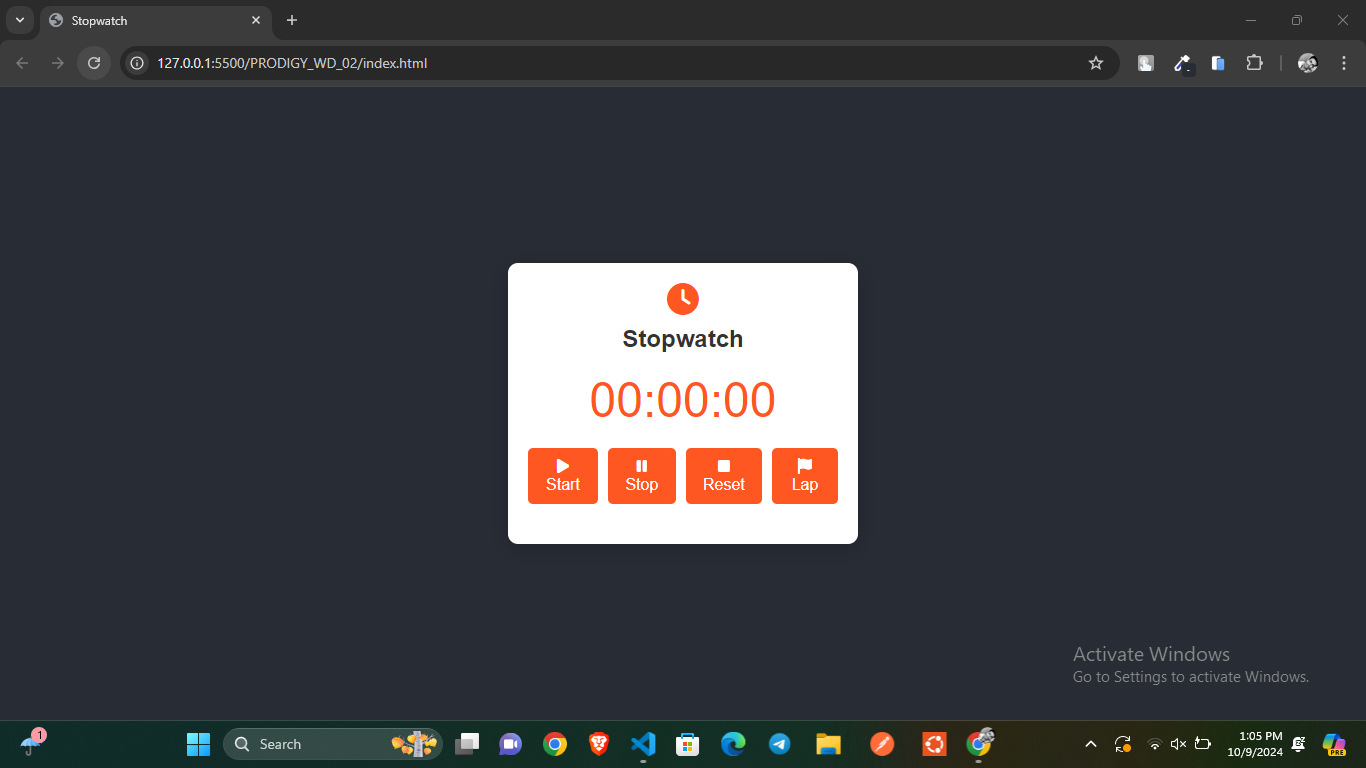 Stopwatch
127.0.0.1:5500/PRODIGY_WD_02/index.html
Stopwatch
00:00:00
Start
Stop
Reset
Lap
Activate Windows
Go to Settings to activate Windows.
1
Search
1:05 PM
10/9/2024
PRE